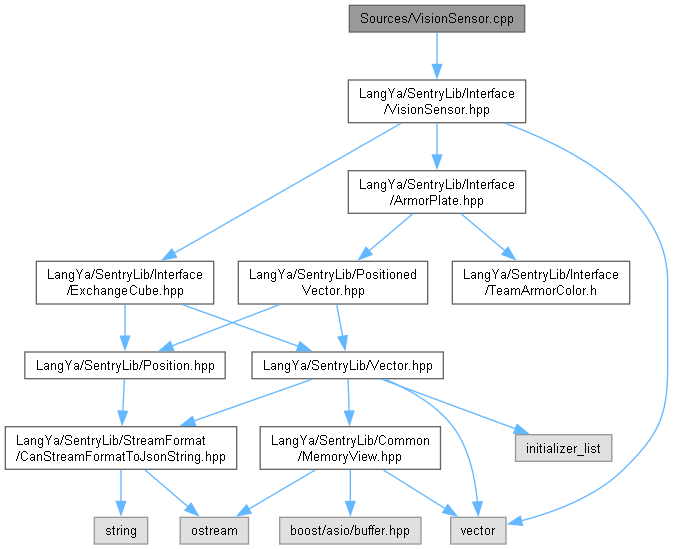 Sources/VisionSensor.cpp
LangYa/SentryLib/Interface
/VisionSensor.hpp
LangYa/SentryLib/Interface
/ArmorPlate.hpp
LangYa/SentryLib/Interface
/ExchangeCube.hpp
LangYa/SentryLib/Positioned
Vector.hpp
LangYa/SentryLib/Interface
/TeamArmorColor.h
LangYa/SentryLib/Position.hpp
LangYa/SentryLib/Vector.hpp
LangYa/SentryLib/StreamFormat
/CanStreamFormatToJsonString.hpp
LangYa/SentryLib/Common
/MemoryView.hpp
initializer_list
string
ostream
boost/asio/buffer.hpp
vector